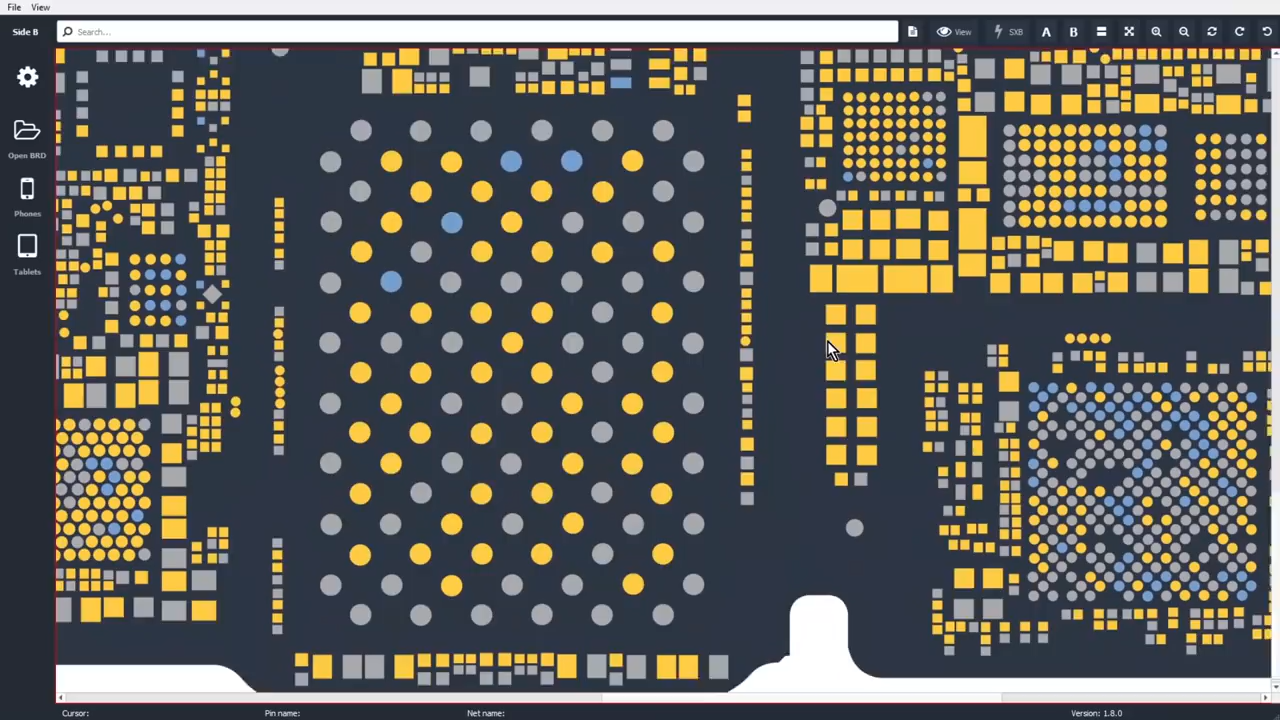 File View
Side B
Search...
View
SXB
A
B
Open BRD
Phones
Tablets
Cursor:
Pin name:
Net name:
Version: 1.8.0